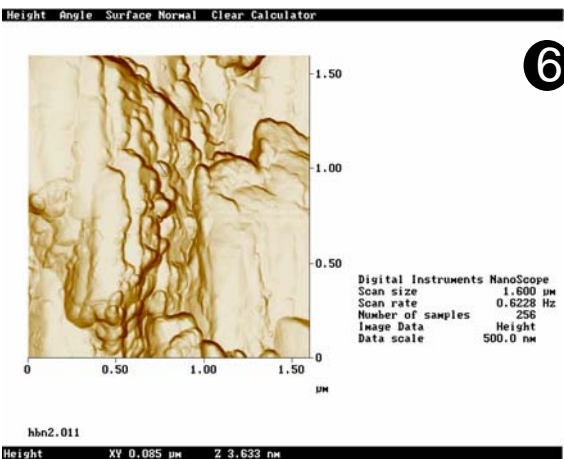 Height Angle Surface Normal Clear Calculator
6
1.50
1.00
0.50
0
0 0.50 1.00 1.50
µM
Digital Instruments NanoScope
Scan size 1.600 µM
Scan rate 0.6228 Hz
Number of samples 256
Image Data Height
Data scale 500.0 nM
hbn2.011
Height XY 0.085 µM Z 3.633 nM